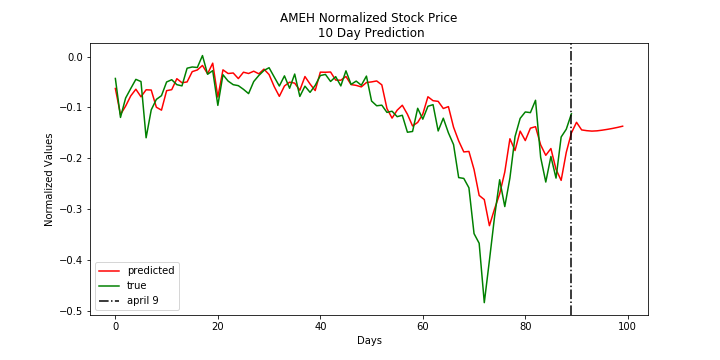 AMEH Normalized Stock Price
10 Day Prediction
Normalized Values
0.0
−0.1
−0.2
−0.3
−0.4
−0.5
predicted
true
april 9
0 20 40 60 80 100
Days